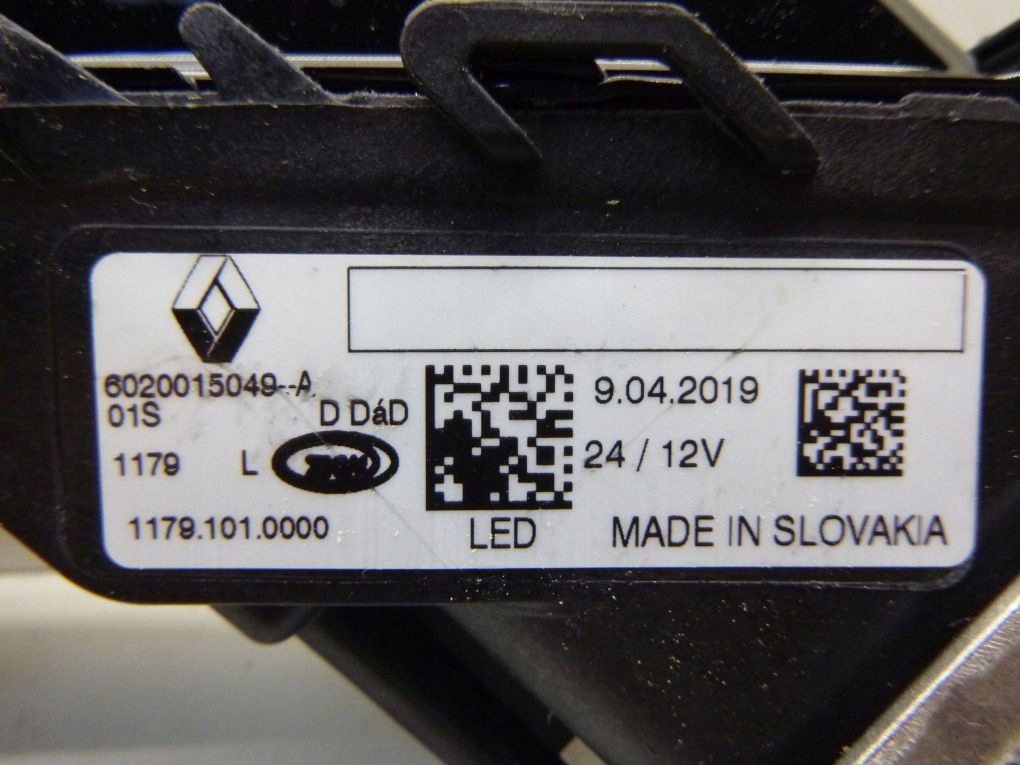 6020015049--A
01S D DáD
1179 L
1179.101.0000
LED
9.04.2019
24 / 12V
MADE IN SLOVAKIA